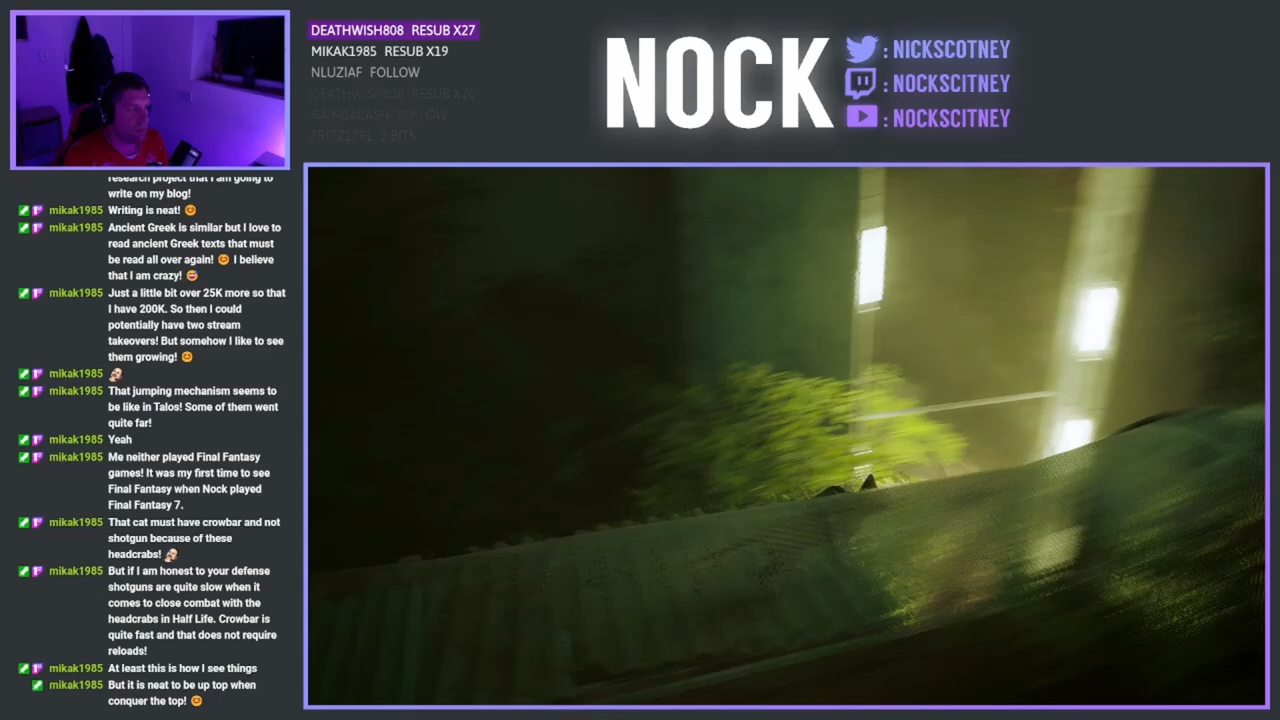 DEATHWISH808 RESUB X27
MIKAK1985 RESUB X19
NLUZIAF FOLLOW
DEATHWISH808 RESUB X26
NOCK
: NICKSCOTNEY
: NOCKSCITNEY
: NOCKSCITNEY
research project that I am going to
write on my blog!
mikak1985 Writing is neat! 😊
mikak1985 Ancient Greek is similar but I love to
read ancient Greek texts that must
be read all over again! 😊 I believe
that I am crazy! 😅
mikak1985 Just a little bit over 25K more so that
I have 200K. So then I could
potentially have two stream
takeovers! But somehow I like to see
them growing! 😊
mikak1985
mikak1985 That jumping mechanism seems to
be like in Talos! Some of them went
quite far!
mikak1985 Yeah
mikak1985 Me neither played Final Fantasy
games! It was my first time to see
Final Fantasy when Nock played
Final Fantasy 7.
mikak1985 That cat must have crowbar and not
shotgun because of these
headcrabs!
mikak1985 But if I am honest to your defense
shotguns are quite slow when it
comes to close combat with the
headcrabs in Half Life. Crowbar is
quite fast and that does not require
reloads!
mikak1985 At least this is how I see things
mikak1985 But it is neat to be up top when
conquer the top! 😊